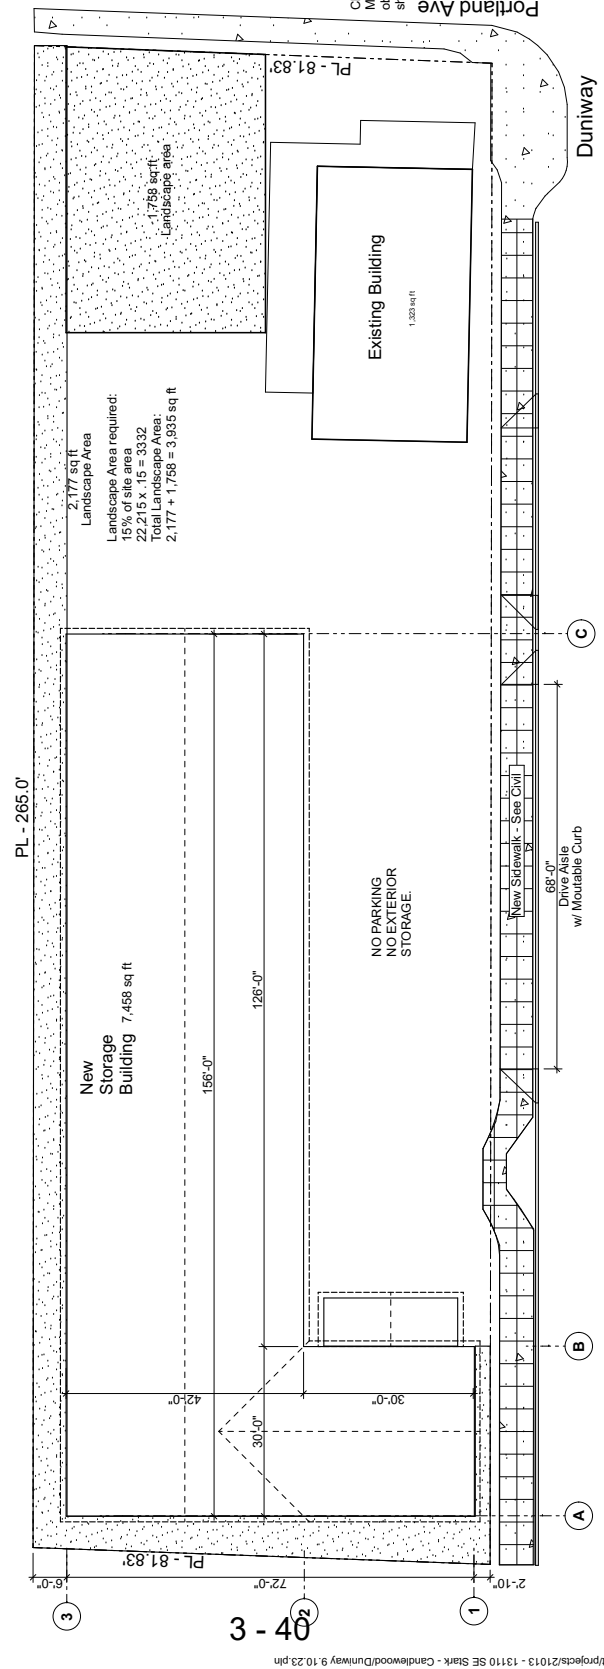 C
M
ob
sh
Portland Ave
Duniway
PL - 81.83'
1,758 sq ft
Landscape area
Existing Building
1,323 sq ft
2,177 sq ft
Landscape Area
Landscape Area required:
15% of site area
22,215 x .15 = 3332
Total Landscape Area:
2,177 + 1,758 = 3,935 sq ft
C
PL - 265.0'
New Sidewalk - See Civil
68'-0"
Drive Aisle
w/ Moutable Curb
NO PARKING
NO EXTERIOR
STORAGE.
New
Storage
Building 7,458 sq ft
126'-0"
156'-0"
B
42'-0"
30'-0"
30'-0"
A
PL - 81.83'
6'-0"
72'-0"
2'-10"
3
2
1
3 - 40
/projects/21013 - 13110 SE Stark - Candlewood/Duniway 9.10.23.pln